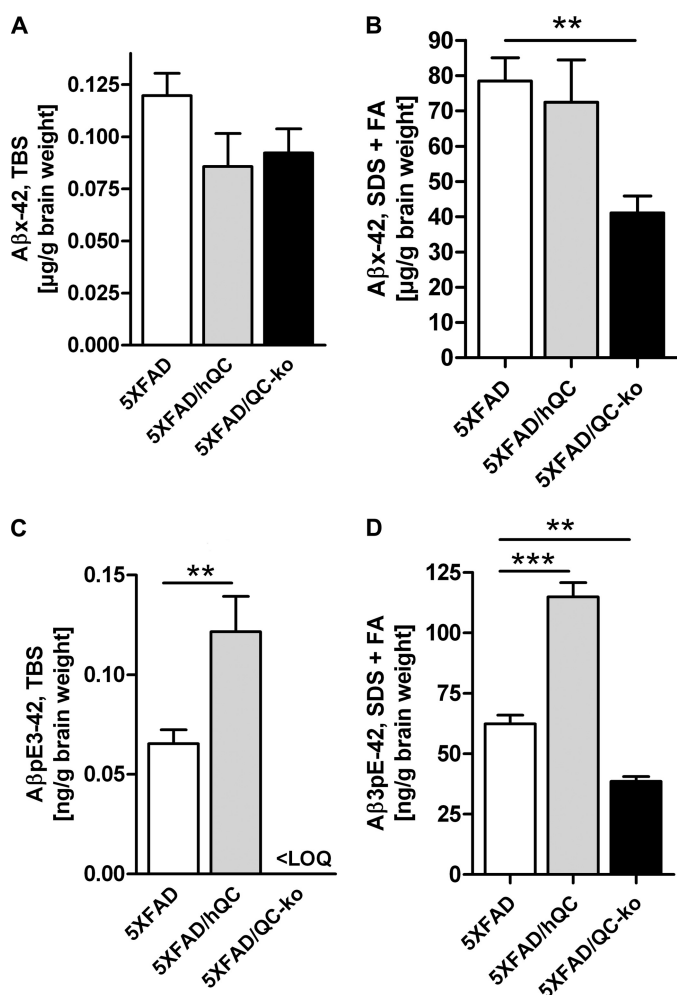 A
Aβx-42, TBS
[µg/g brain weight]
0.125
0.100
0.075
0.050
0.025
0.000
5XFAD
5XFAD/hQC
5XFAD/QC-ko
B
**
Aβx-42, SDS + FA
[µg/g brain weight]
90
80
70
60
50
40
30
20
10
0
5XFAD
5XFAD/hQC
5XFAD/QC-ko
C
**
AβpE3-42, TBS
[ng/g brain weight]
0.15
0.10
0.05
0.00
<LOQ
5XFAD
5XFAD/hQC
5XFAD/QC-ko
D
**
***
Aβ3pE-42, SDS + FA
[ng/g brain weight]
125
100
75
50
25
0
5XFAD
5XFAD/hQC
5XFAD/QC-ko